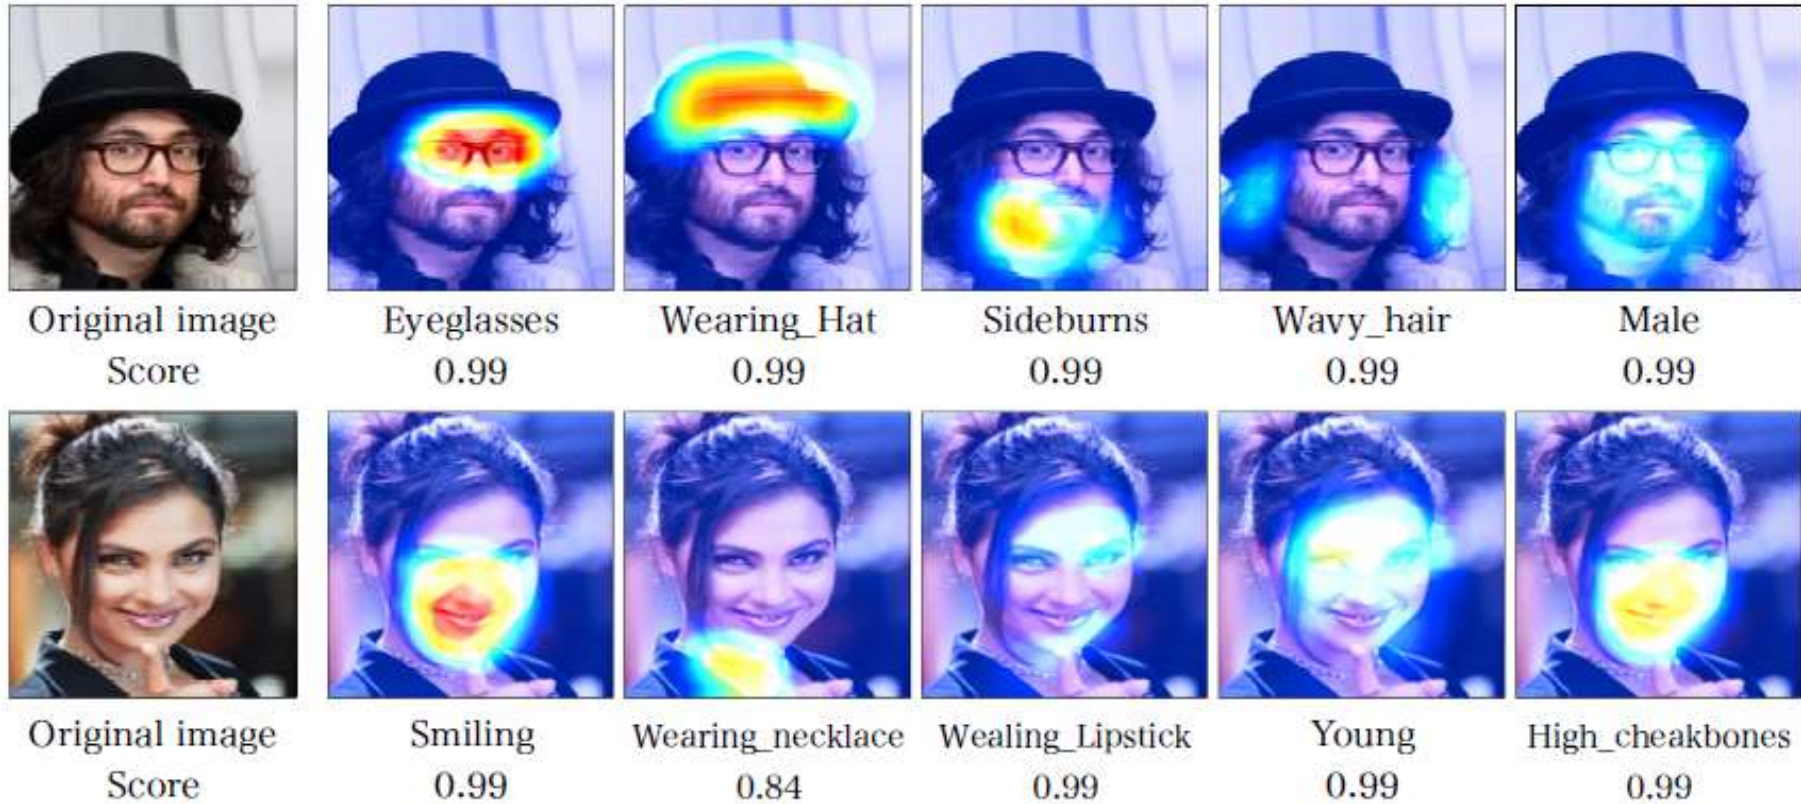 Original image Eyeglasses Wearing_Hat Sideburns Wavy_hair Male
Score 0.99 0.99 0.99 0.99 0.99
Original image Smiling Wearing_necklace Wealing_Lipstick Young High_cheakbones
Score 0.99 0.84 0.99 0.99 0.99